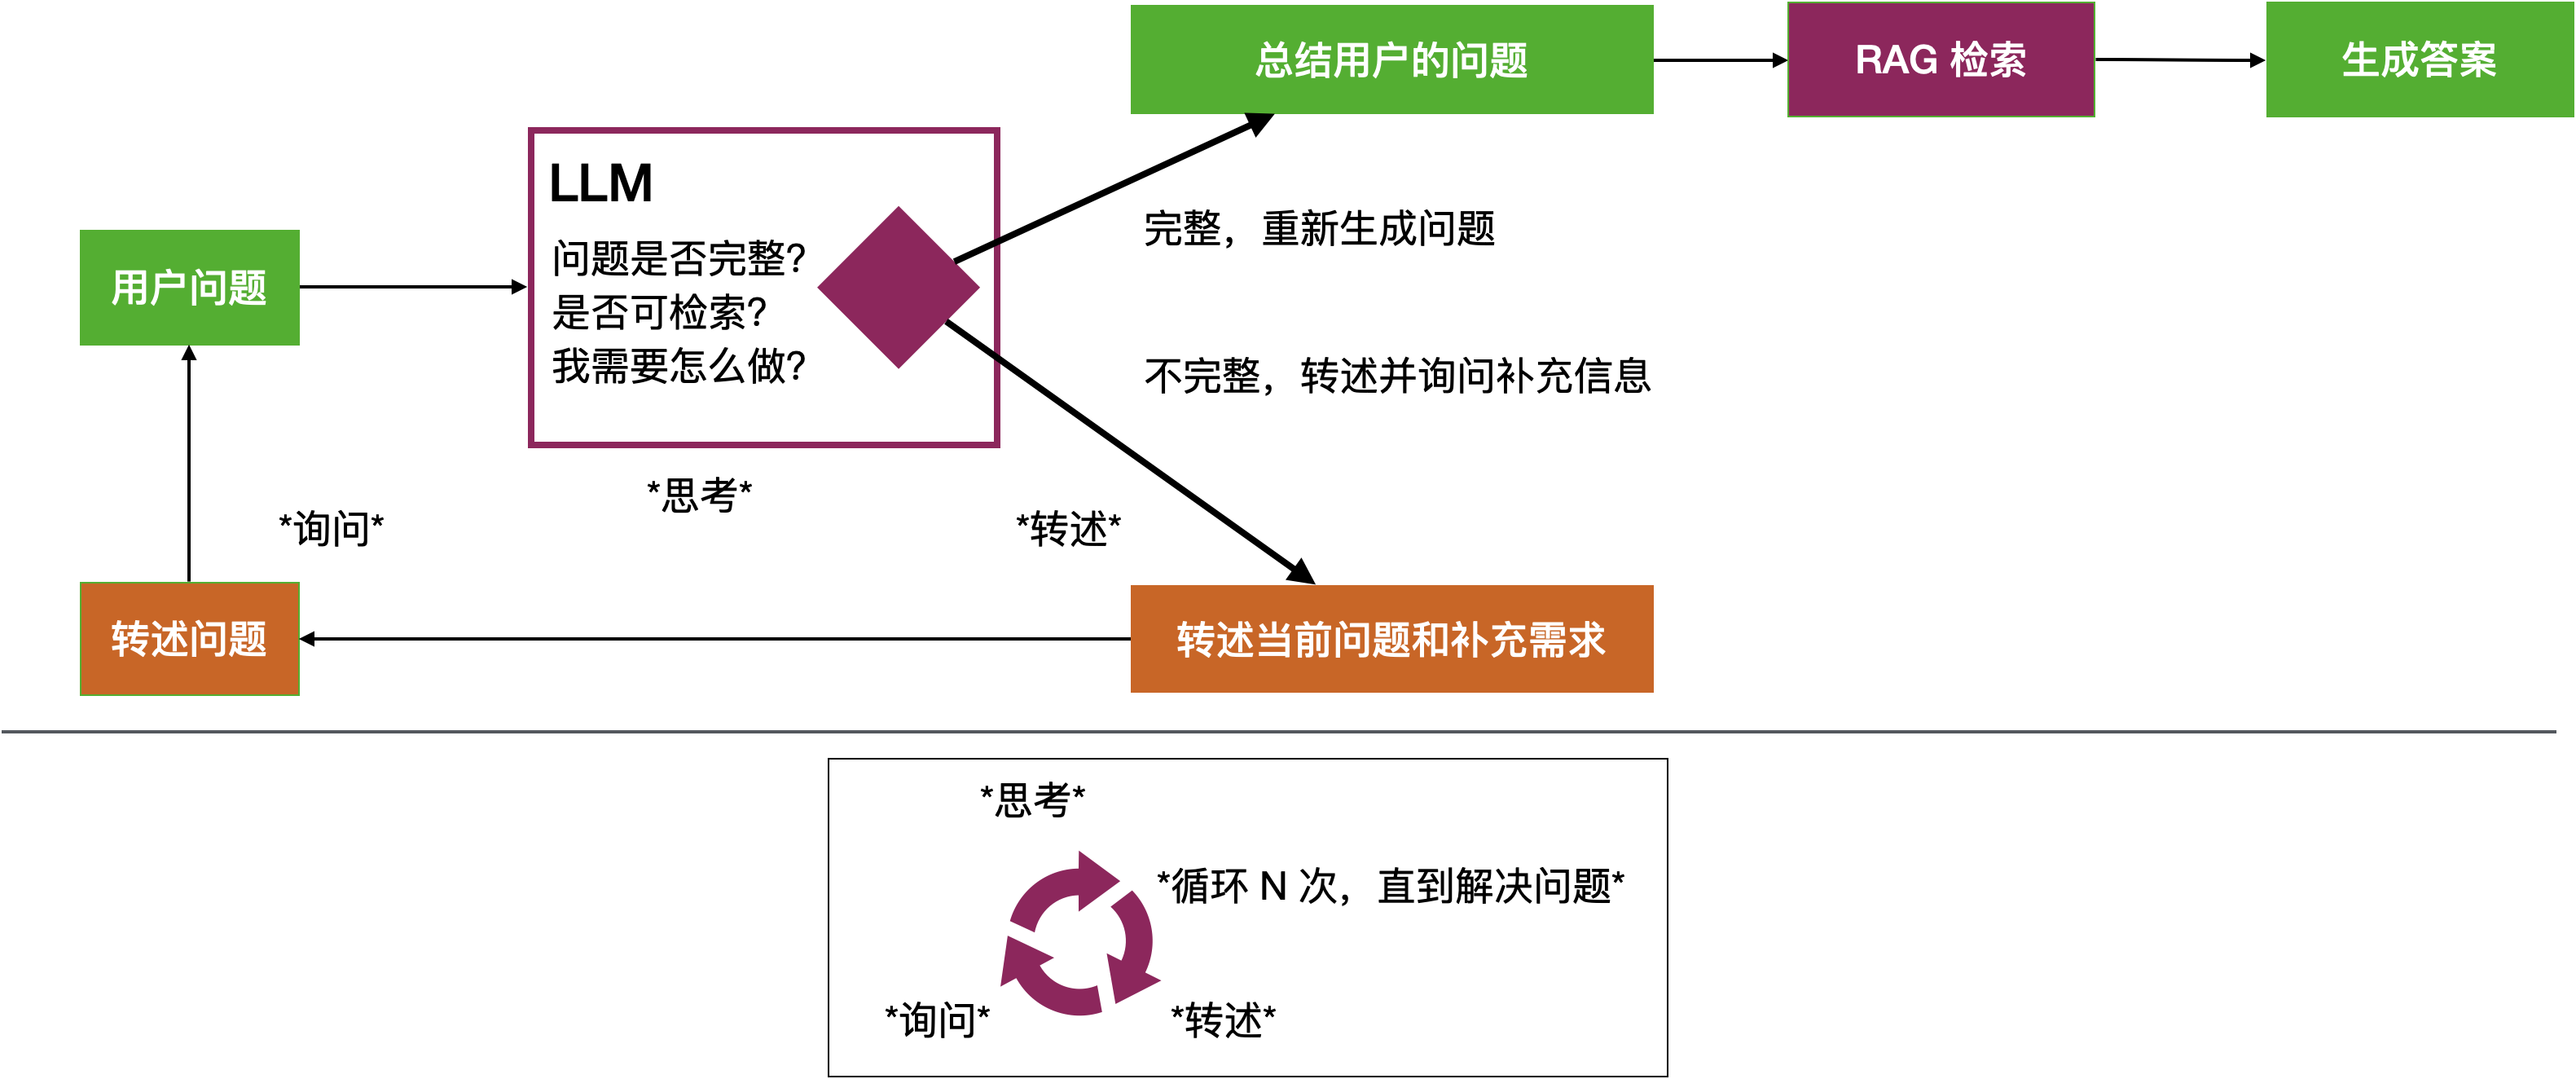 总结用户的问题
RAG 检索
生成答案
LLM
问题是否完整？
是否可检索？
我需要怎么做？
用户问题
完整，重新生成问题
不完整，转述并询问补充信息
*思考*
*询问*
*转述*
转述问题
转述当前问题和补充需求
*思考*
*循环 N 次，直到解决问题*
*询问*
*转述*